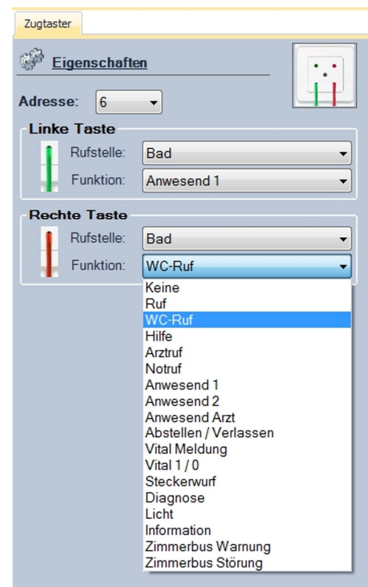 Zugtaster
Eigenschaften
Adresse: 6
Linke Taste
Rufstelle: Bad
Funktion: Anwesend 1
Rechte Taste
Rufstelle: Bad
Funktion: WC-Ruf
Keine
Ruf
WC-Ruf
Hilfe
Arztruf
Notruf
Anwesend 1
Anwesend 2
Anwesend Arzt
Abstellen / Verlassen
Vital Meldung
Vital 1 / 0
Steckerwurf
Diagnose
Licht
Information
Zimmerbus Warnung
Zimmerbus Störung